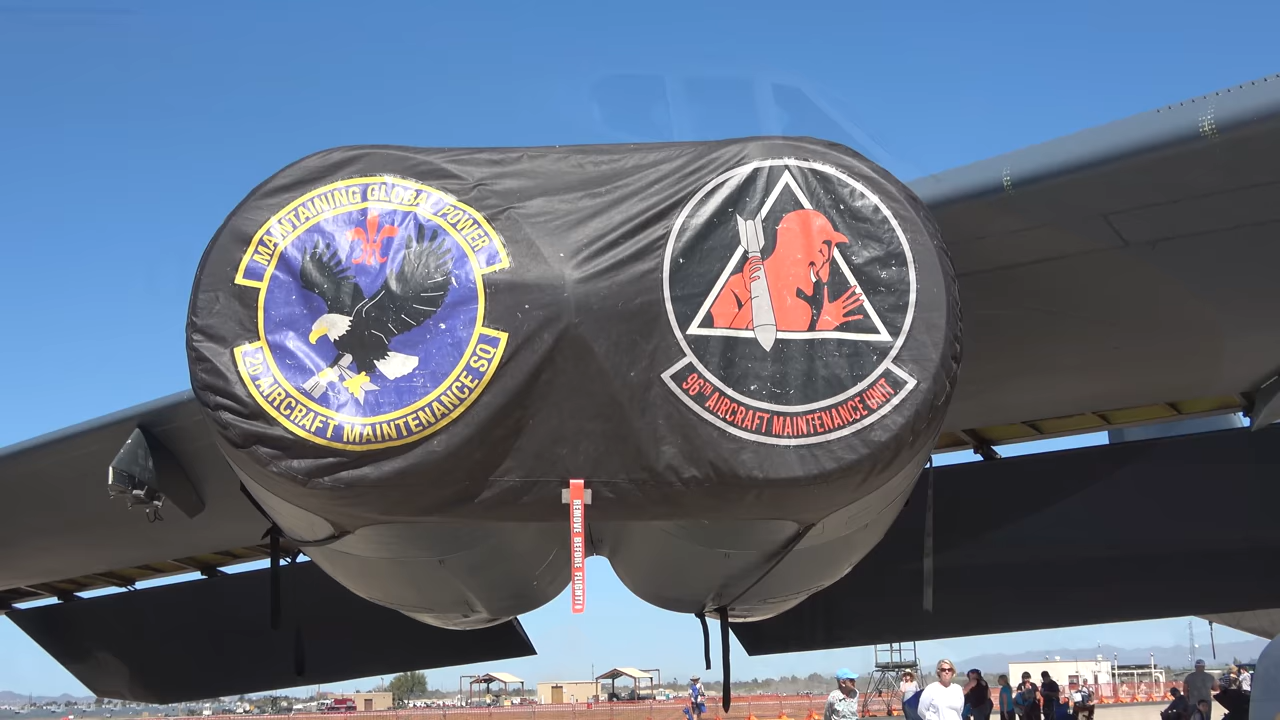 MAINTAINING GLOBAL POWER
2D AIRCRAFT MAINTENANCE SQ
96TH AIRCRAFT MAINTENANCE UNIT
REMOVE BEFORE FLIGHT!